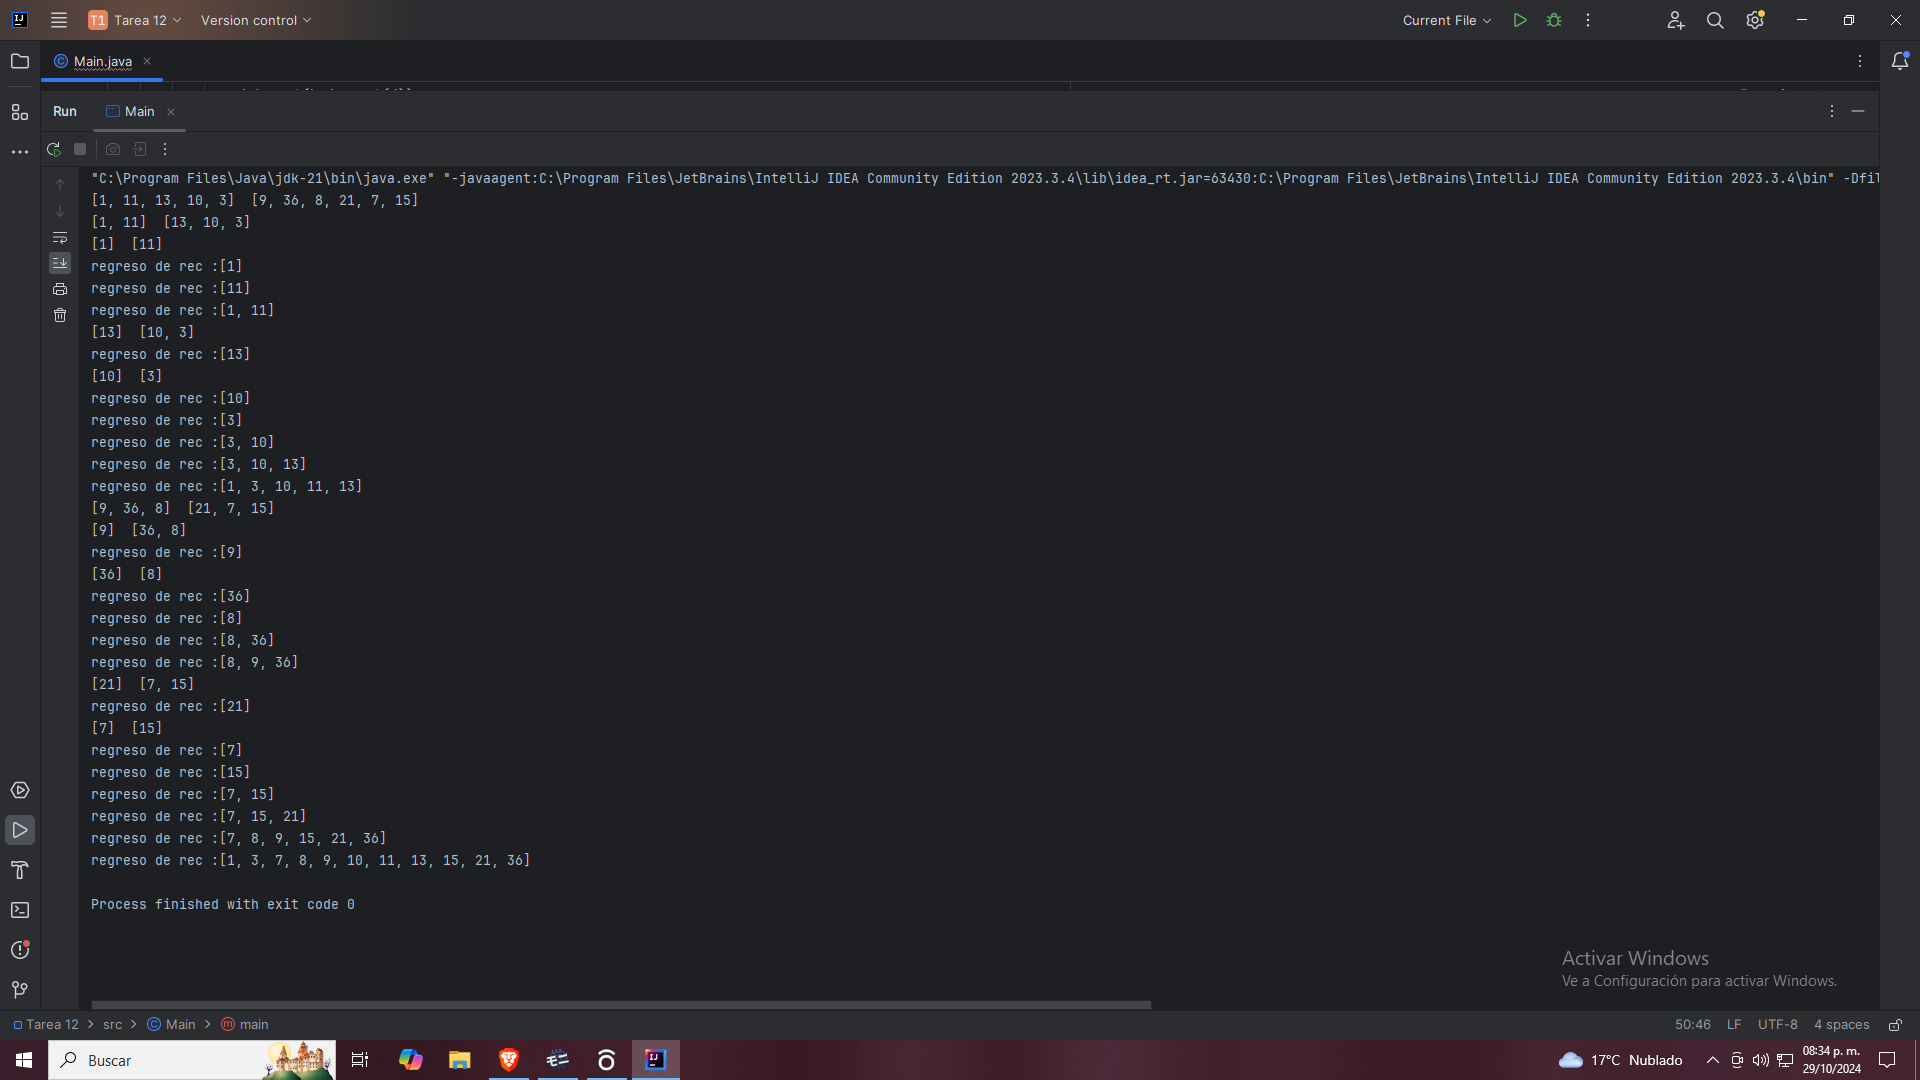 T1 Tarea 12 Version control Current File
Main.java
Run Main
"C:\Program Files\Java\jdk-21\bin\java.exe" "-javaagent:C:\Program Files\JetBrains\IntelliJ IDEA Community Edition 2023.3.4\lib\idea_rt.jar=63430:C:\Program Files\JetBrains\IntelliJ IDEA Community Edition 2023.3.4\bin" -Dfil
[1, 11, 13, 10, 3]  [9, 36, 8, 21, 7, 15]
[1, 11]  [13, 10, 3]
[1]  [11]
regreso de rec :[1]
regreso de rec :[11]
regreso de rec :[1, 11]
[13]  [10, 3]
regreso de rec :[13]
[10]  [3]
regreso de rec :[10]
regreso de rec :[3]
regreso de rec :[3, 10]
regreso de rec :[3, 10, 13]
regreso de rec :[1, 3, 10, 11, 13]
[9, 36, 8]  [21, 7, 15]
[9]  [36, 8]
regreso de rec :[9]
[36]  [8]
regreso de rec :[36]
regreso de rec :[8]
regreso de rec :[8, 36]
regreso de rec :[8, 9, 36]
[21]  [7, 15]
regreso de rec :[21]
[7]  [15]
regreso de rec :[7]
regreso de rec :[15]
regreso de rec :[7, 15]
regreso de rec :[7, 15, 21]
regreso de rec :[7, 8, 9, 15, 21, 36]
regreso de rec :[1, 3, 7, 8, 9, 10, 11, 13, 15, 21, 36]
Process finished with exit code 0
Activar Windows
Ve a Configuración para activar Windows.
Tarea 12 > src > Main > main 50:46 LF UTF-8 4 spaces
Buscar 17°C Nublado 08:34 p. m.
29/10/2024